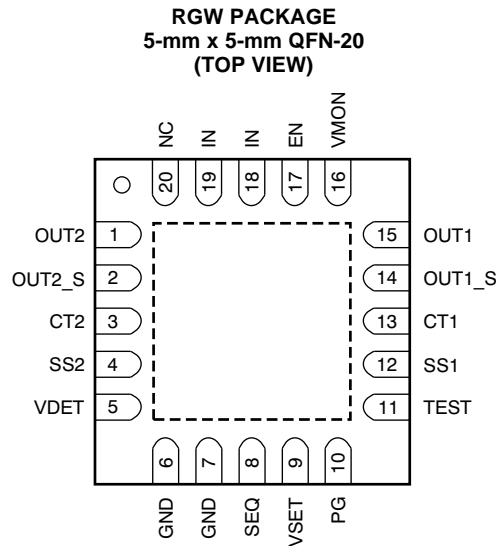 RGW PACKAGE
5-mm x 5-mm QFN-20
(TOP VIEW)
NC IN IN EN VMON
20 19 18 17 16
OUT2 1 15 OUT1
OUT2_S 2 14 OUT1_S
CT2 3 13 CT1
SS2 4 12 SS1
VDET 5 11 TEST
6 7 8 9 10
GND GND SEQ VSET PG